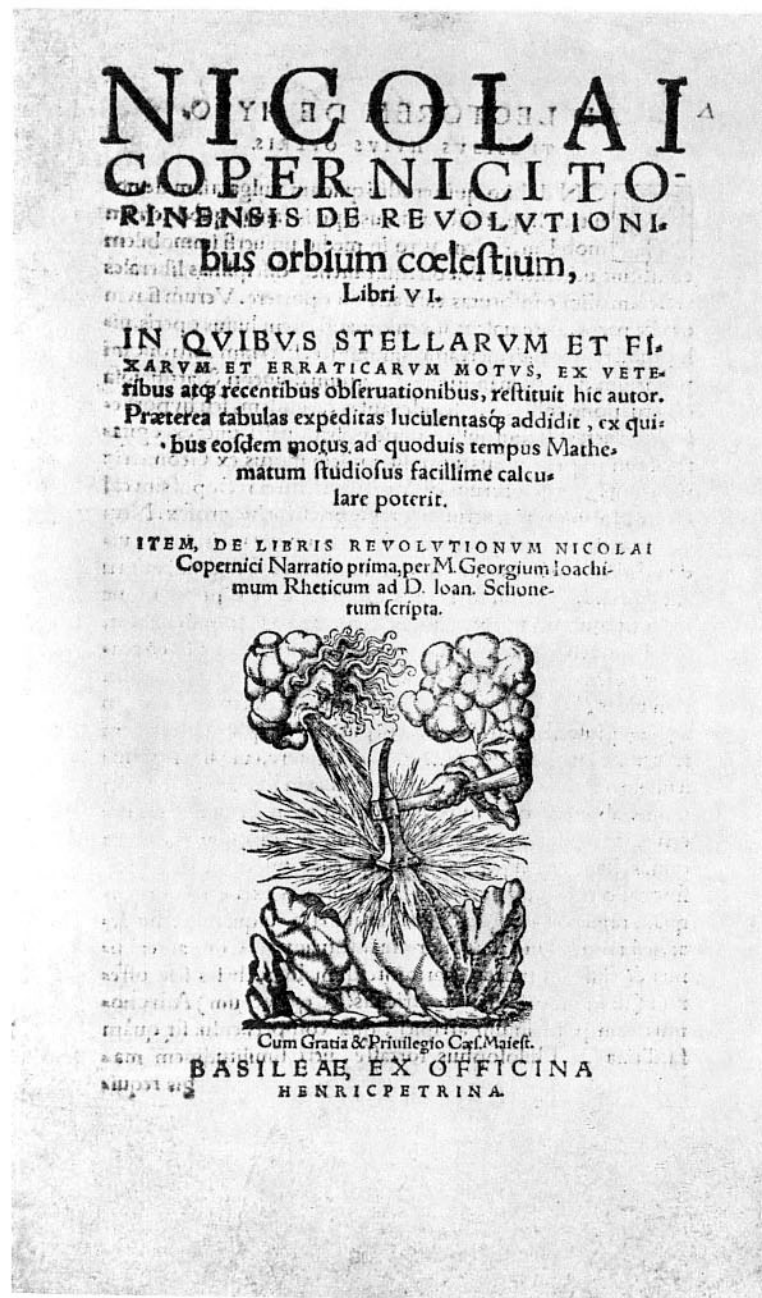 NICOLAI
COPERNICI TO-
RINENSIS DE REVOLVTIONI-
bus orbium cœleſtium,
Libri VI.
IN QVIBVS STELLARVM ET FI-
XARVM ET ERRATICARVM MOTVS, EX VETE-
ribus atq̃ꝫ recentibus obſeruationibus, reſtituit hic autor.
Præterea tabulas expeditas luculentasq̃ꝫ addidit, ex qui-
bus eoſdem motus ad quoduis tempus Mathe-
matum ſtudioſus facillime calcu-
lare poterit.
ITEM, DE LIBRIS REVOLVTIONVM NICOLAI
Copernici Narratio prima, per M. Georgium Ioachi-
mum Rheticum ad D. Ioan. Schone-
rum ſcripta.
Cum Gratia & Priuilegio Cæſ. Maieſt.
BASILEAE, EX OFFICINA
HENRICPETRINA.